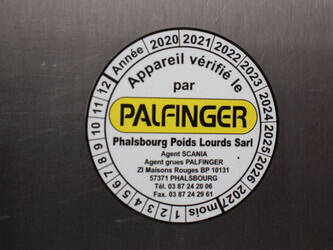 Année 2020 2021 2022 2023 2024 2025 2026 2027
mois 1 2 3 4 5 6 7 8 9 10 11 12
Appareil vérifié le
par
PALFINGER
Phalsbourg Poids Lourds Sarl
Agent SCANIA
Agent grues PALFINGER
ZI Maisons Rouges BP 10131
57371 PHALSBOURG
Tél. 03 87 24 20 06
Fax. 03 87 24 29 61